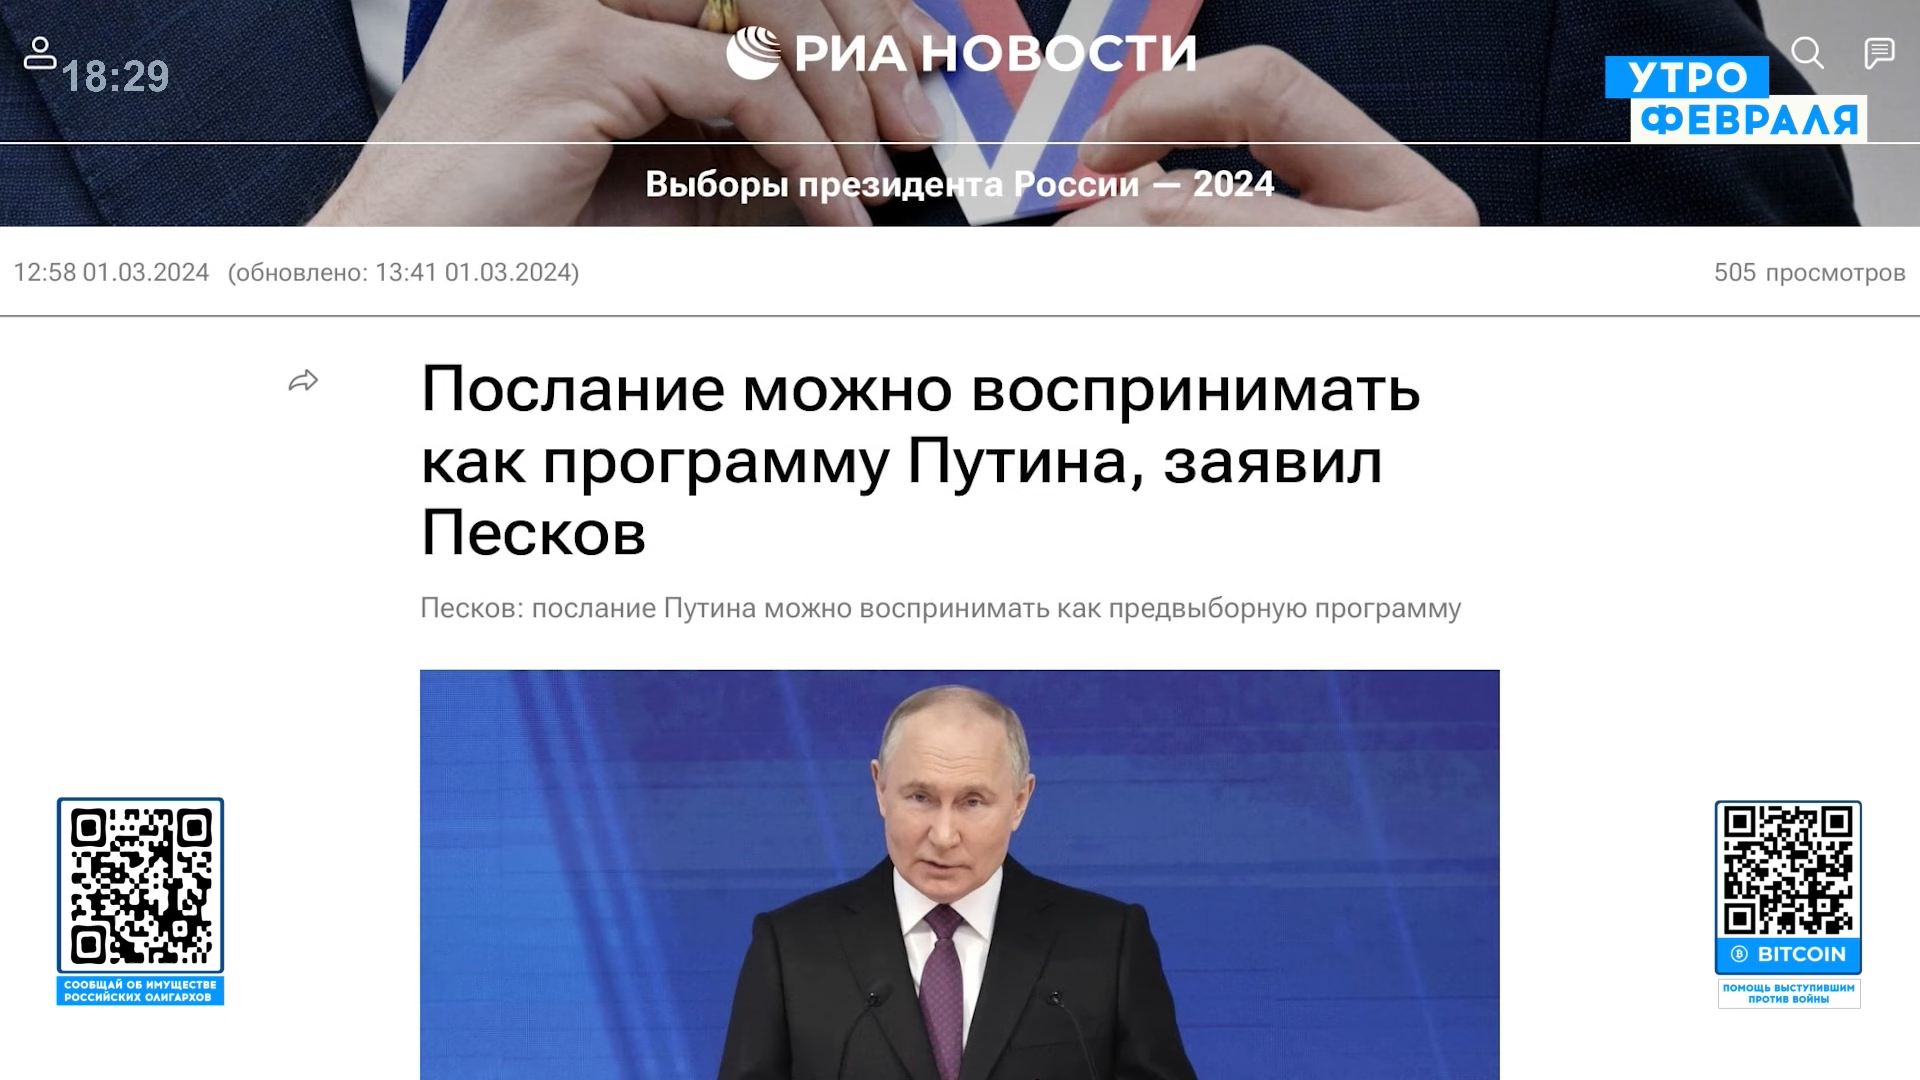 18:29
РИА НОВОСТИ
УТРО
ФЕВРАЛЯ
Выборы президента России — 2024
12:58 01.03.2024 (обновлено: 13:41 01.03.2024)
505 просмотров
Послание можно воспринимать
как программу Путина, заявил
Песков
Песков: послание Путина можно воспринимать как предвыборную программу
СООБЩАЙ ОБ ИМУЩЕСТВЕ
РОССИЙСКИХ ОЛИГАРХОВ
BITCOIN
ПОМОЩЬ ВЫСТУПИВШИМ
ПРОТИВ ВОЙНЫ